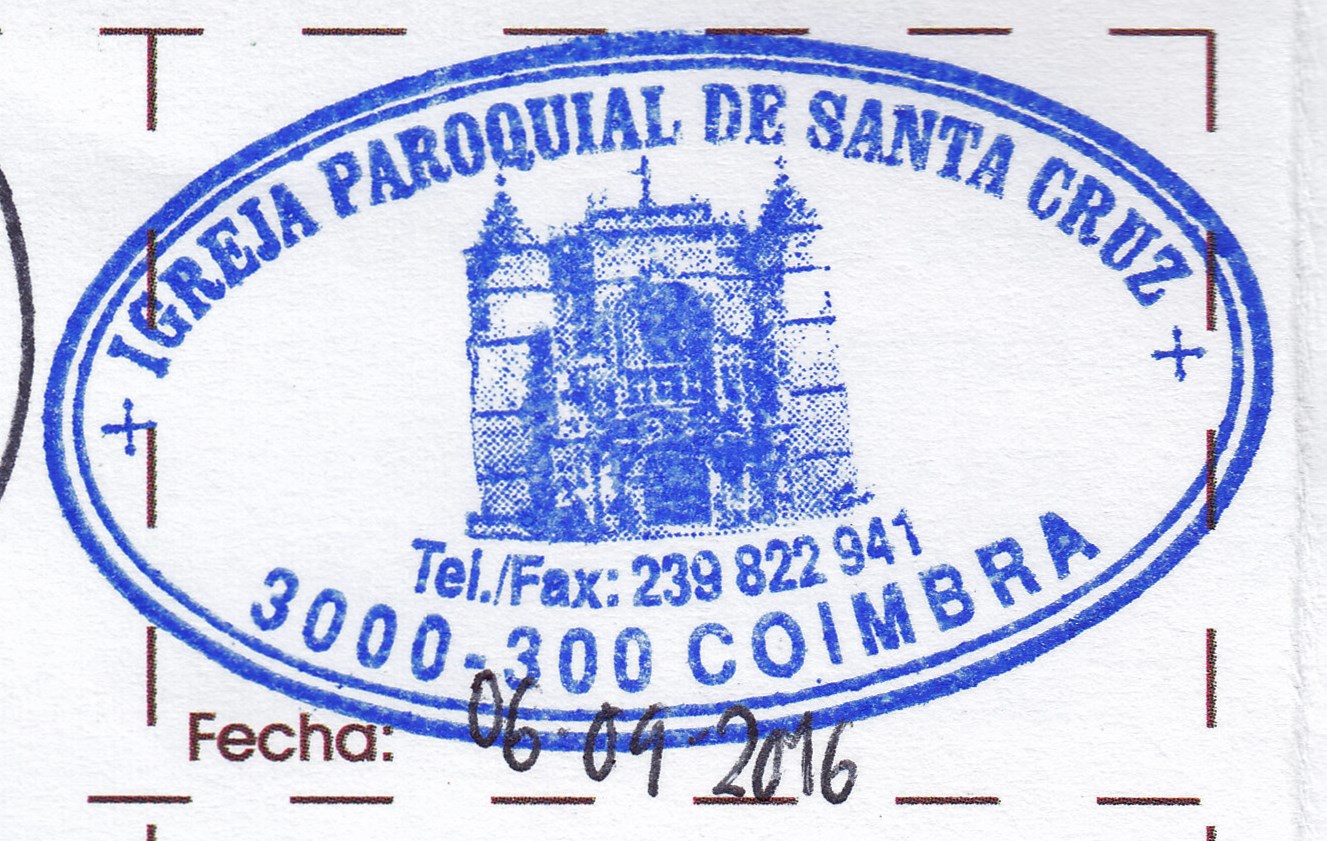 + IGREJA PAROQUIAL DE SANTA CRUZ +
Tel./Fax: 239 822 941
3000-300 COIMBRA
Fecha: 06-09-2016